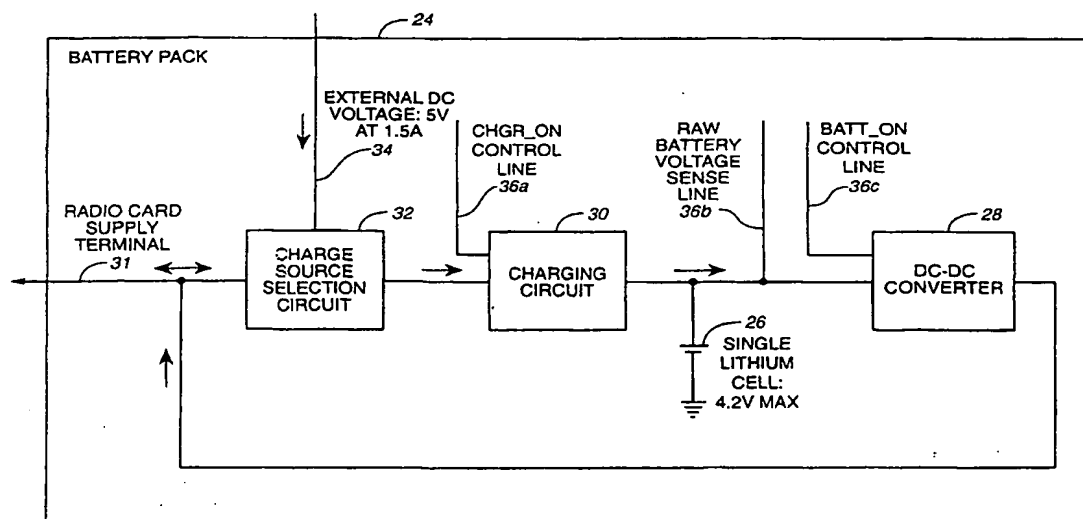 24
BATTERY PACK
EXTERNAL DC
VOLTAGE: 5V
AT 1.5A
34
CHGR_ON
CONTROL
LINE
36a
RAW
BATTERY
VOLTAGE
SENSE
LINE
36b
BATT_ON
CONTROL
LINE
36c
RADIO CARD
SUPPLY
TERMINAL
31
32
CHARGE
SOURCE
SELECTION
CIRCUIT
30
CHARGING
CIRCUIT
28
DC-DC
CONVERTER
26
SINGLE
LITHIUM
CELL:
4.2V MAX